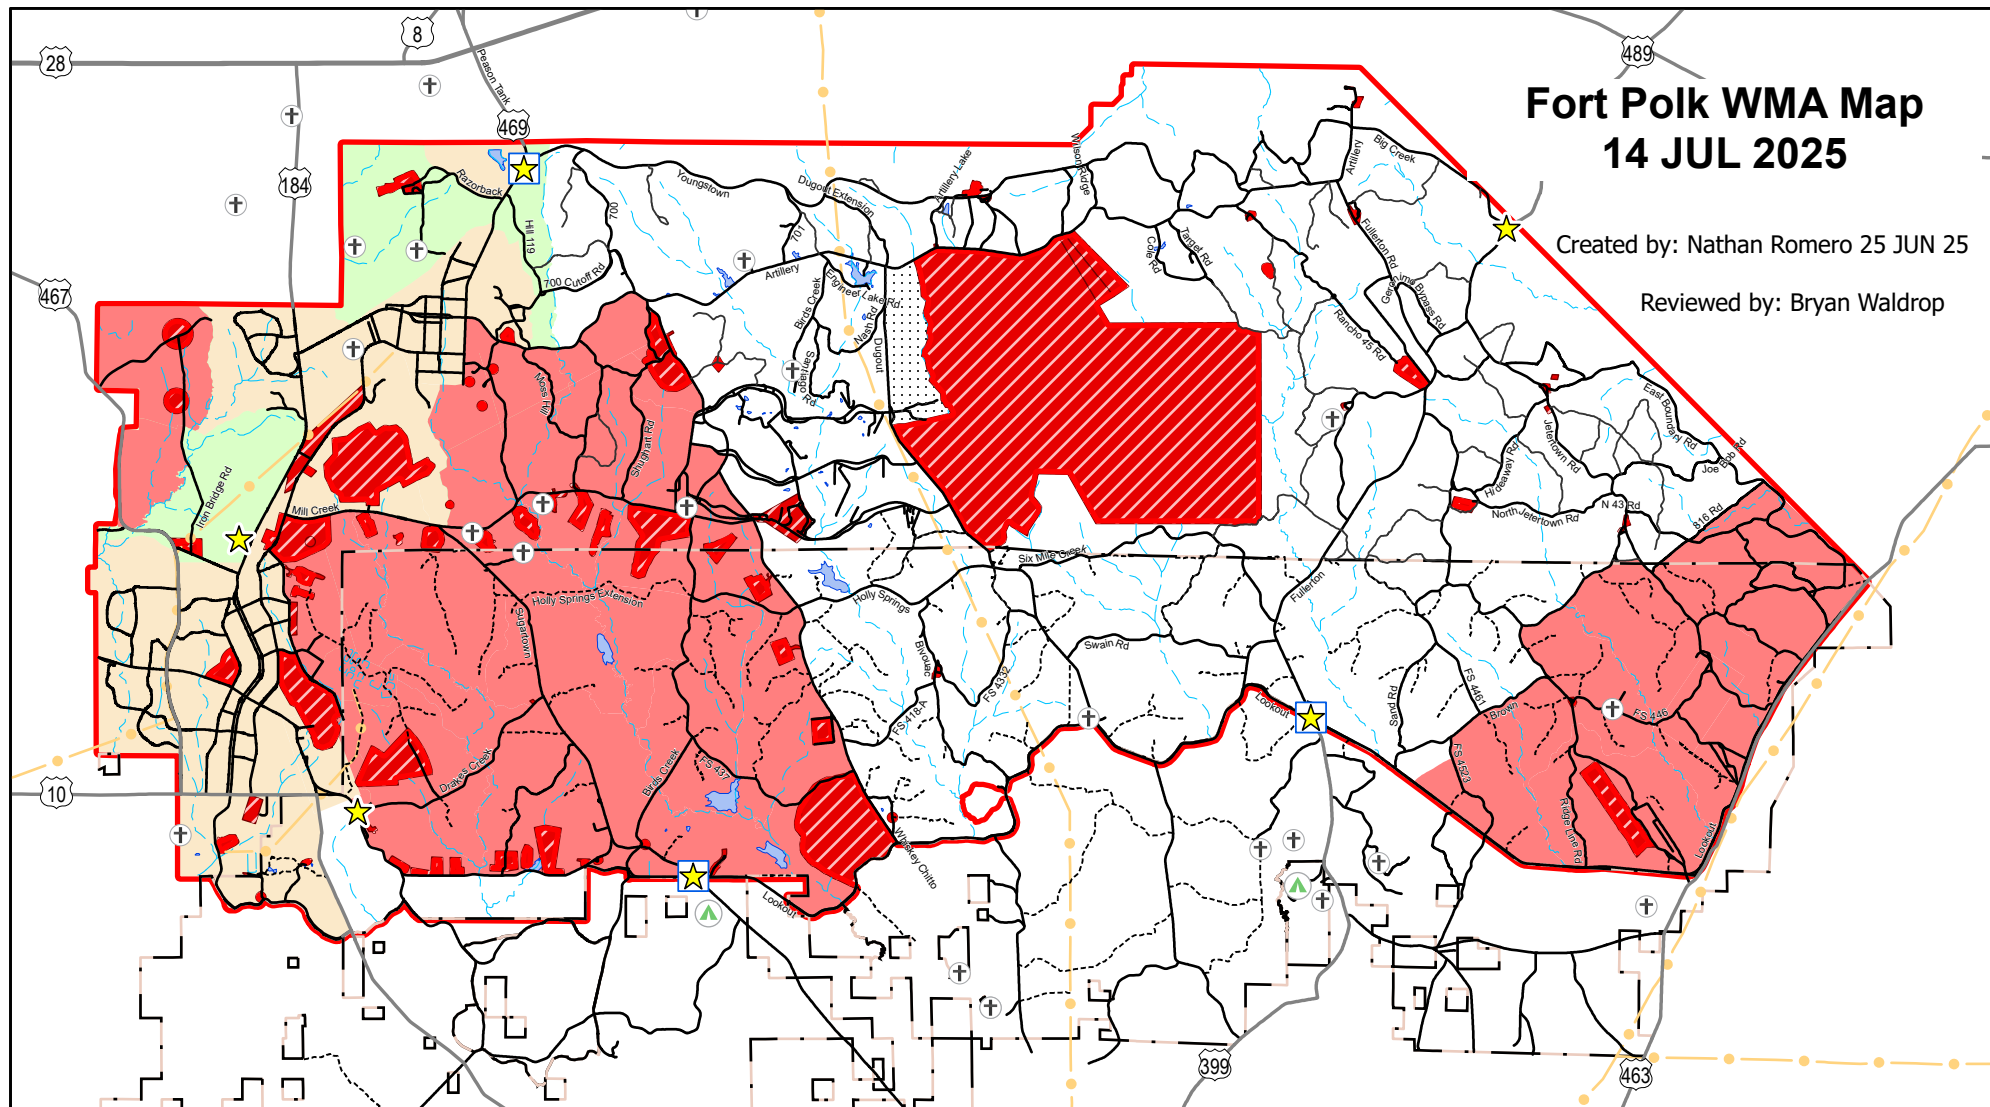 8
28
489
Peason Tank
Fort Polk WMA Map
14 JUL 2025
469
Wilson Ridge
Big Creek
Artillery
184
Razorback
Youngstown
Dugout Extension
Artillery Lake
Hill 119
700
701
Fullerton Rd
Target Rd
Cole Rd
Created by: Nathan Romero 25 JUN 25
467
700 Cutoff Rd
Artillery
Engineer Lake Rd
Birds Creek
Nash Rd
Reviewed by: Bryan Waldrop
Dugout
Rancho 45 Rd
Santiago Rd
Moss Hill
Shughart Rd
East Boundary Rd
Jetertown Rd
Joe Bob Rd
Hideaway Rd
Iron Bridge Rd
Mill Creek
North Jetertown Rd
N 43 Rd
816 Rd
Six Mile Creek
Fullerton
Holly Springs Extension
Holly Springs
Sugartown
Swain Rd
Bivouac
FS 4332
FS 418-A
Lookout
Sand Rd
FS 4461
Brown
FS 446
FS 4523
Drakes Creek
Birds Creek
FS 437
10
Ridge Line Rd
Lookout
Whiskey Chitto
Lookout
399
463